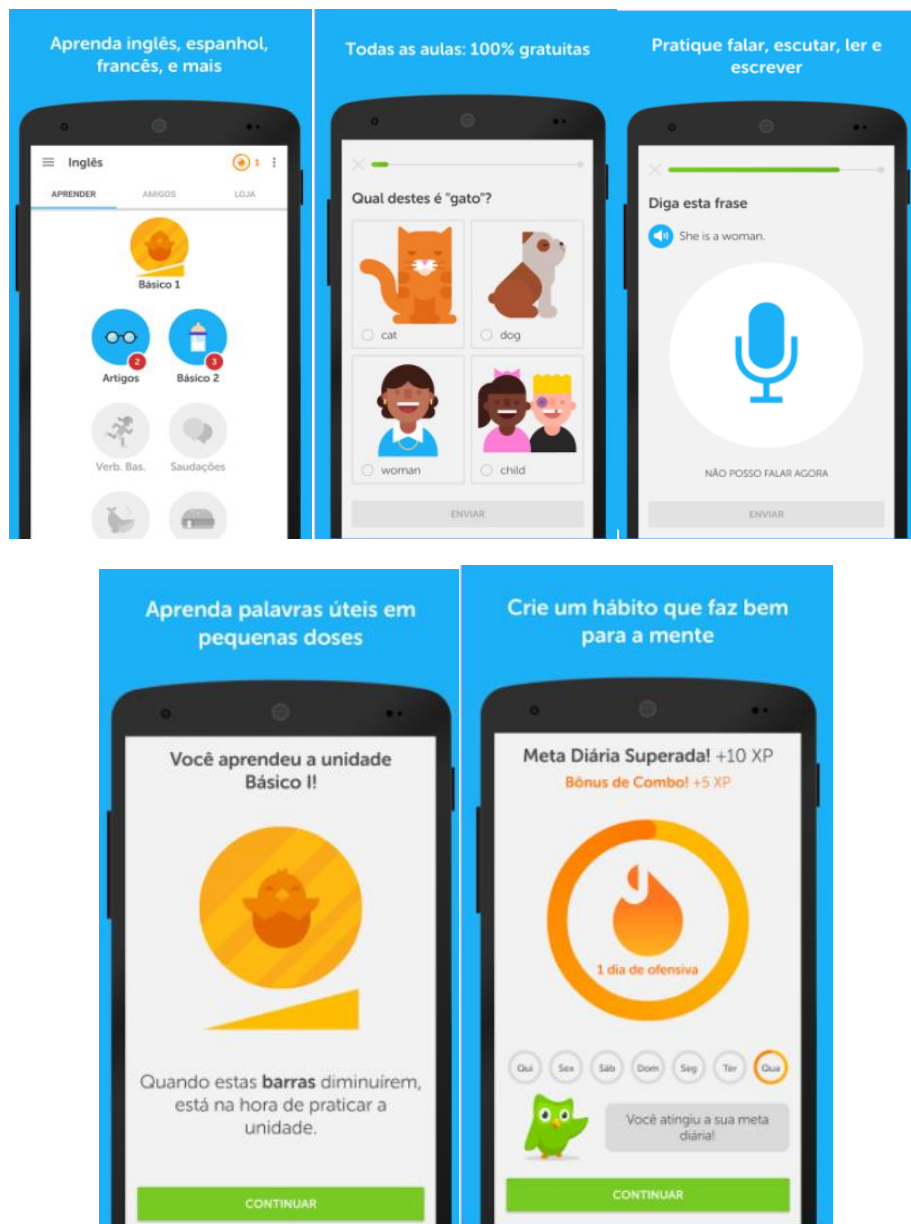 Aprenda inglês, espanhol,
francês, e mais
Inglês
1
APRENDER
AMIGOS
LOJA
Básico 1
2
3
Artigos
Básico 2
Verb. Bas.
Saudações
Todas as aulas: 100% gratuitas
Qual destes é "gato"?
cat
dog
woman
child
ENVIAR
Pratique falar, escutar, ler e
escrever
Diga esta frase
She is a woman.
NÃO POSSO FALAR AGORA
ENVIAR
Aprenda palavras úteis em
pequenas doses
Você aprendeu a unidade
Básico I!
Quando estas barras diminuírem,
está na hora de praticar a
unidade.
CONTINUAR
Crie um hábito que faz bem
para a mente
Meta Diária Superada! +10 XP
Bônus de Combo! +5 XP
1 dia de ofensiva
Qui Sex Sáb Dom Seg Ter Qua
Você atingiu a sua meta
diária!
CONTINUAR